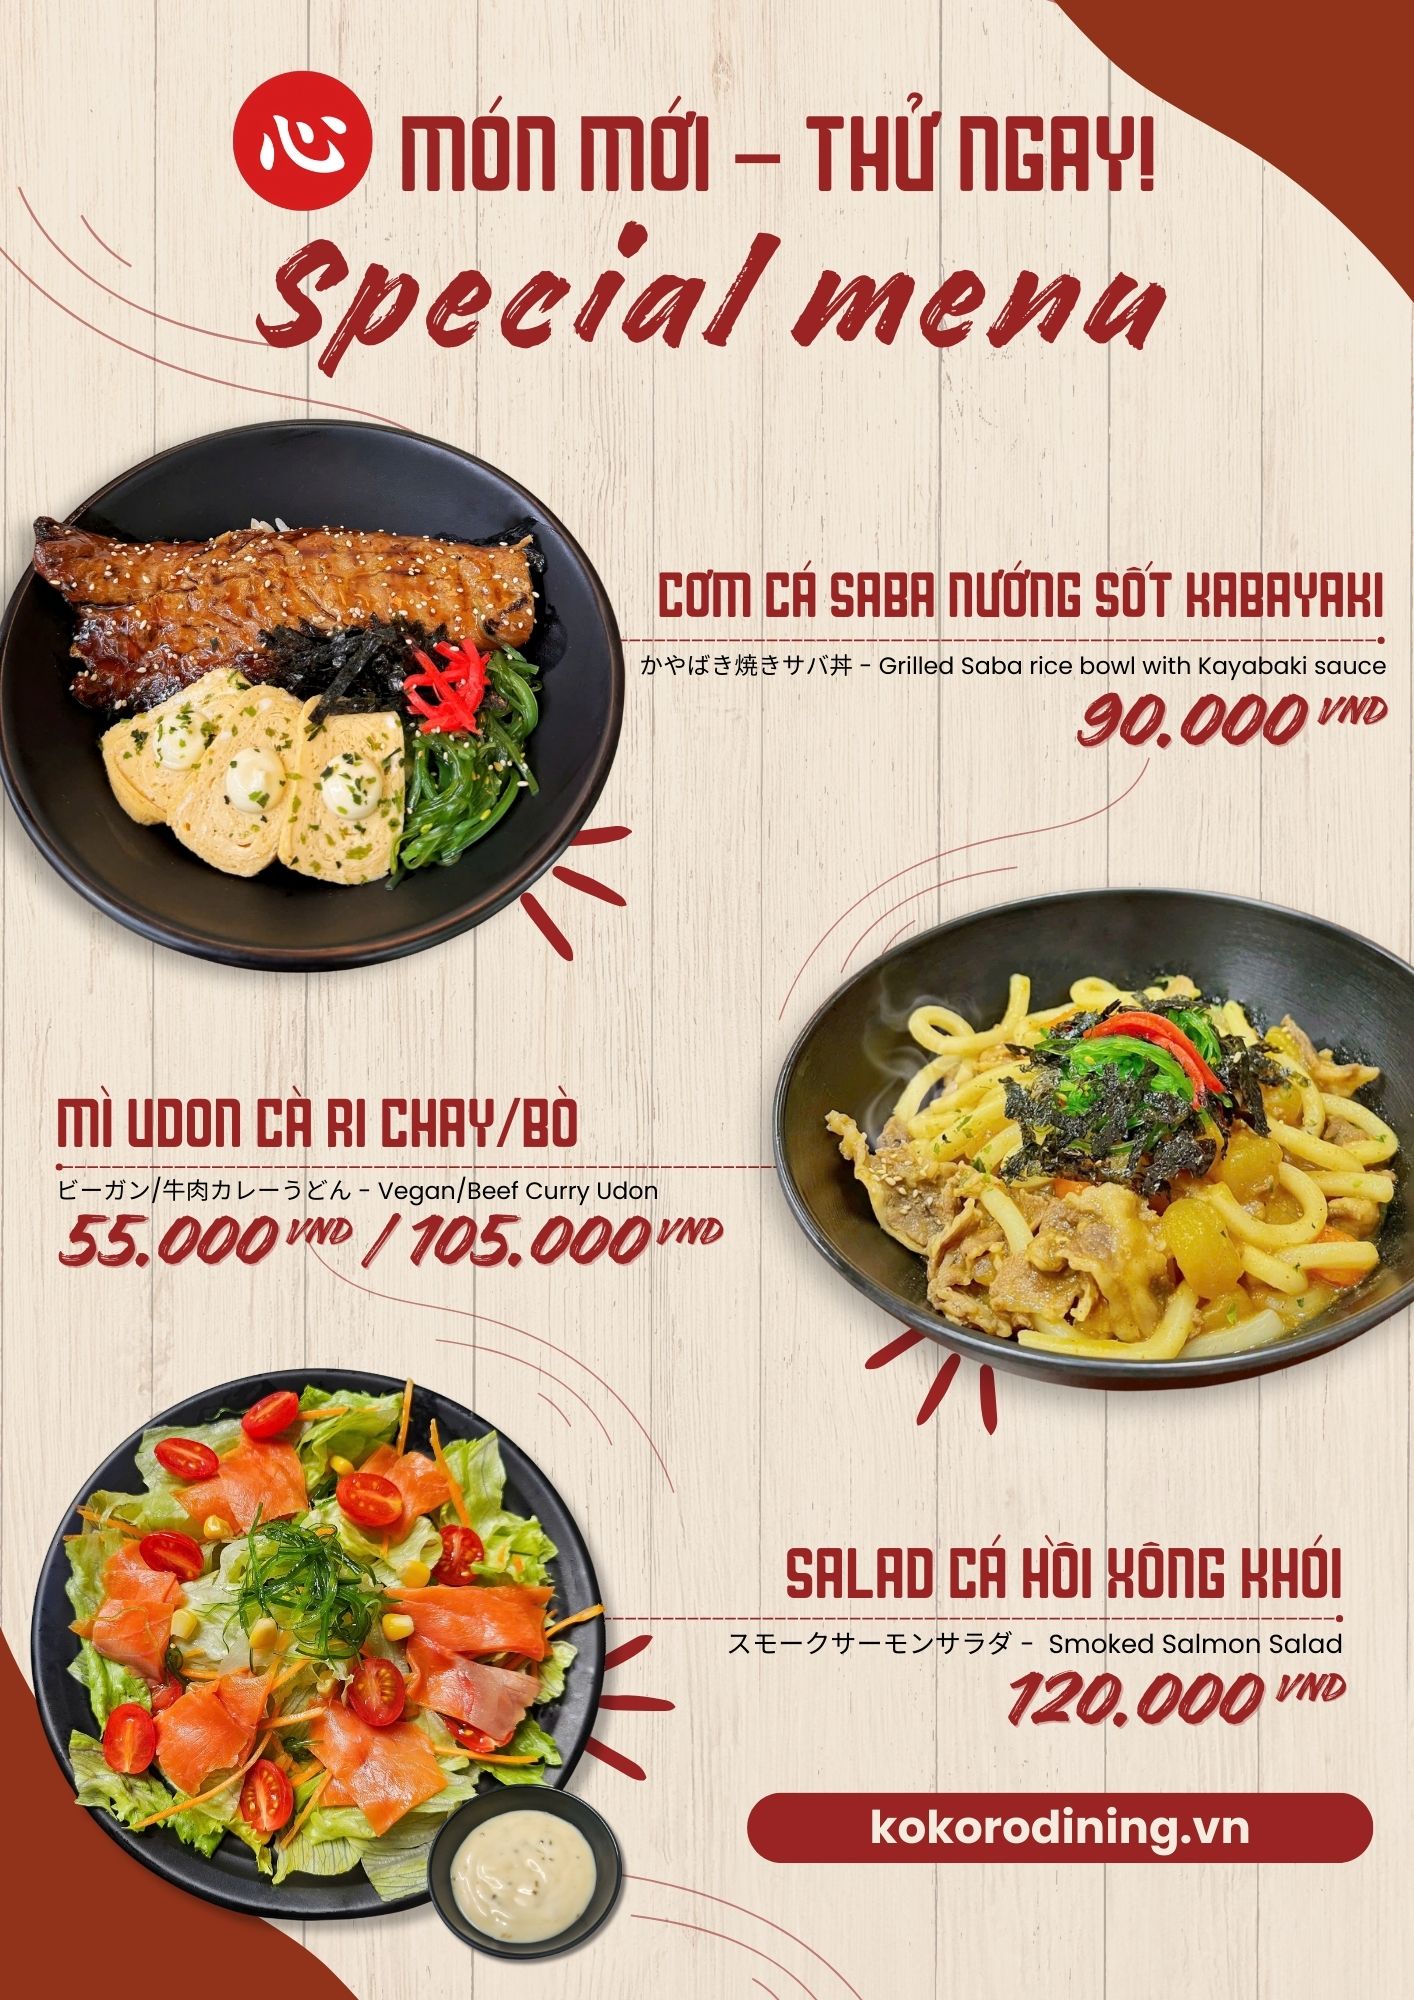 心
MÓN MỚI – THỬ NGAY!
Special menu
CƠM CÁ SABA NƯỚNG SỐT KABAYAKI
かやばき焼きサバ丼 - Grilled Saba rice bowl with Kayabaki sauce
90.000 VND
MÌ UDON CÀ RI CHAY/BÒ
ビーガン/牛肉カレーうどん - Vegan/Beef Curry Udon
55.000 VND / 105.000 VND
SALAD CÁ HỒI XÔNG KHÓI
スモークサーモンサラダ - Smoked Salmon Salad
120.000 VND
kokorodining.vn